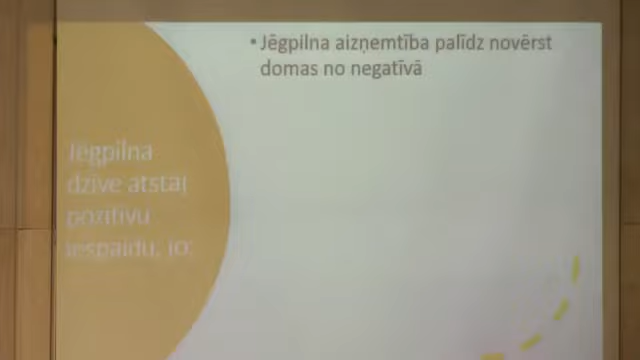 Jēgpilna
dzīve atstāj
pozitīvu
iespaidu, jo:
• Jēgpilna aizņemtība palīdz novērst
domas no negatīvā